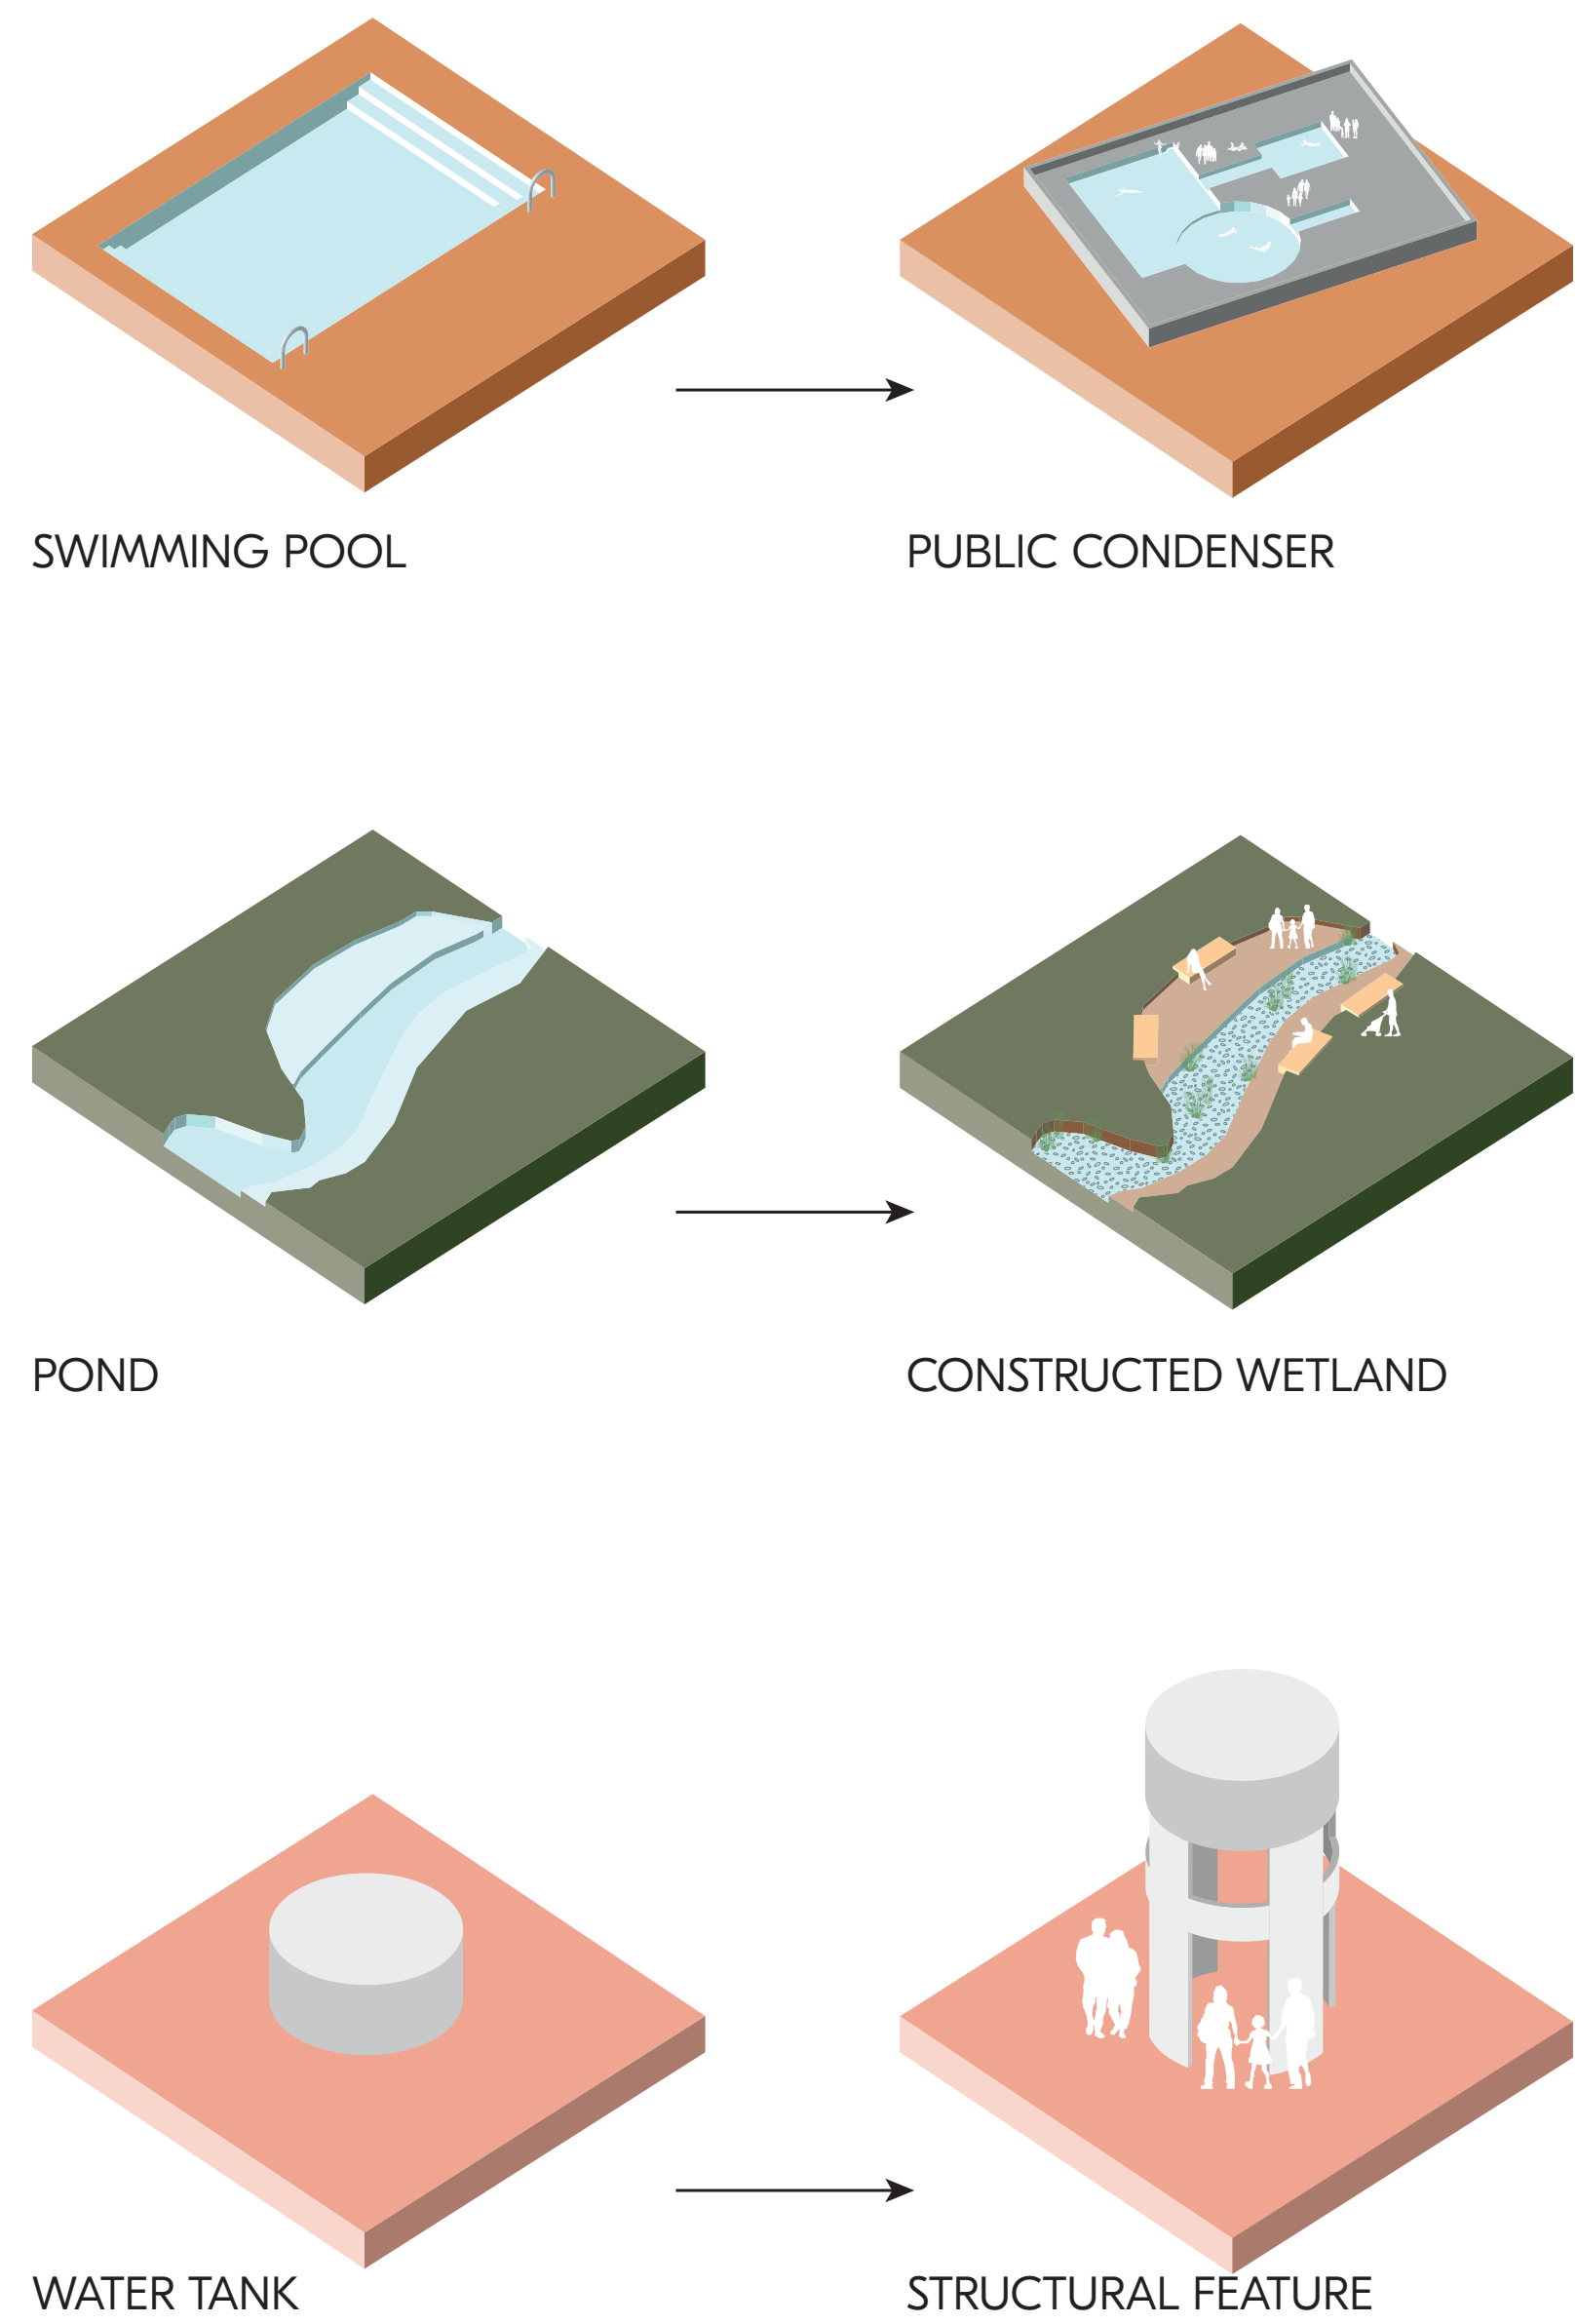 SWIMMING POOL
PUBLIC CONDENSER
POND
CONSTRUCTED WETLAND
WATER TANK
STRUCTURAL FEATURE